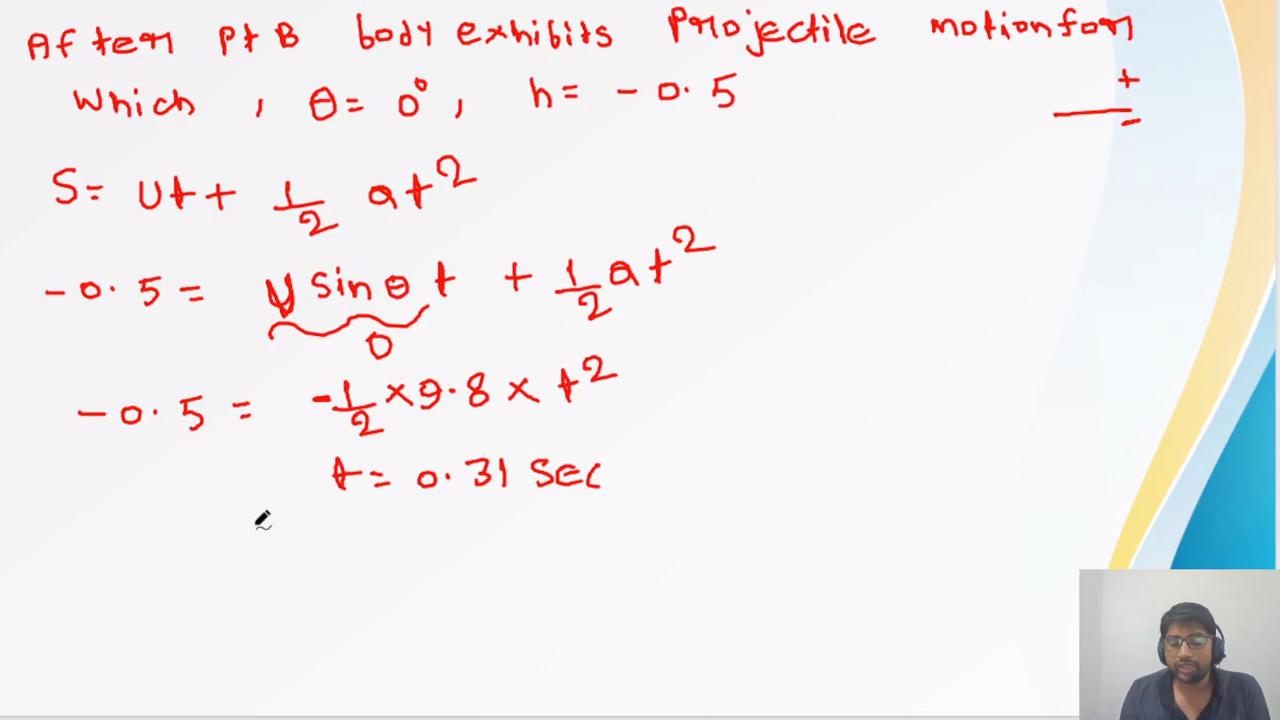 After pt B body exhibits projectile motion for
+
which , θ = 0° , h = - 0.5
-
S = ut + 1/2 at²
-0.5 = u sin θ t + 1/2 at²
0
-0.5 = -1/2 × 9.8 × t²
t = 0.31 SEC